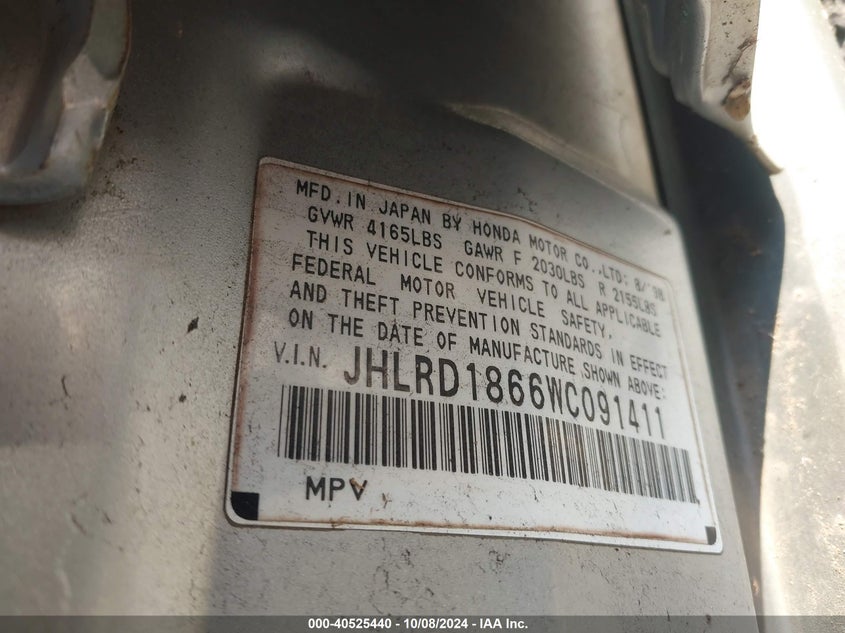 MFD. IN JAPAN BY HONDA MOTOR CO.,LTD; 8/'98
GVWR 4165LBS GAWR F 2030LBS R 2155LBS
THIS VEHICLE CONFORMS TO ALL APPLICABLE
FEDERAL MOTOR VEHICLE SAFETY,
AND THEFT PREVENTION STANDARDS IN EFFECT
ON THE DATE OF MANUFACTURE SHOWN ABOVE:
V.I.N. JHLRD1866WC091411
MPV
000-40525440 - 10/08/2024 - IAA Inc.